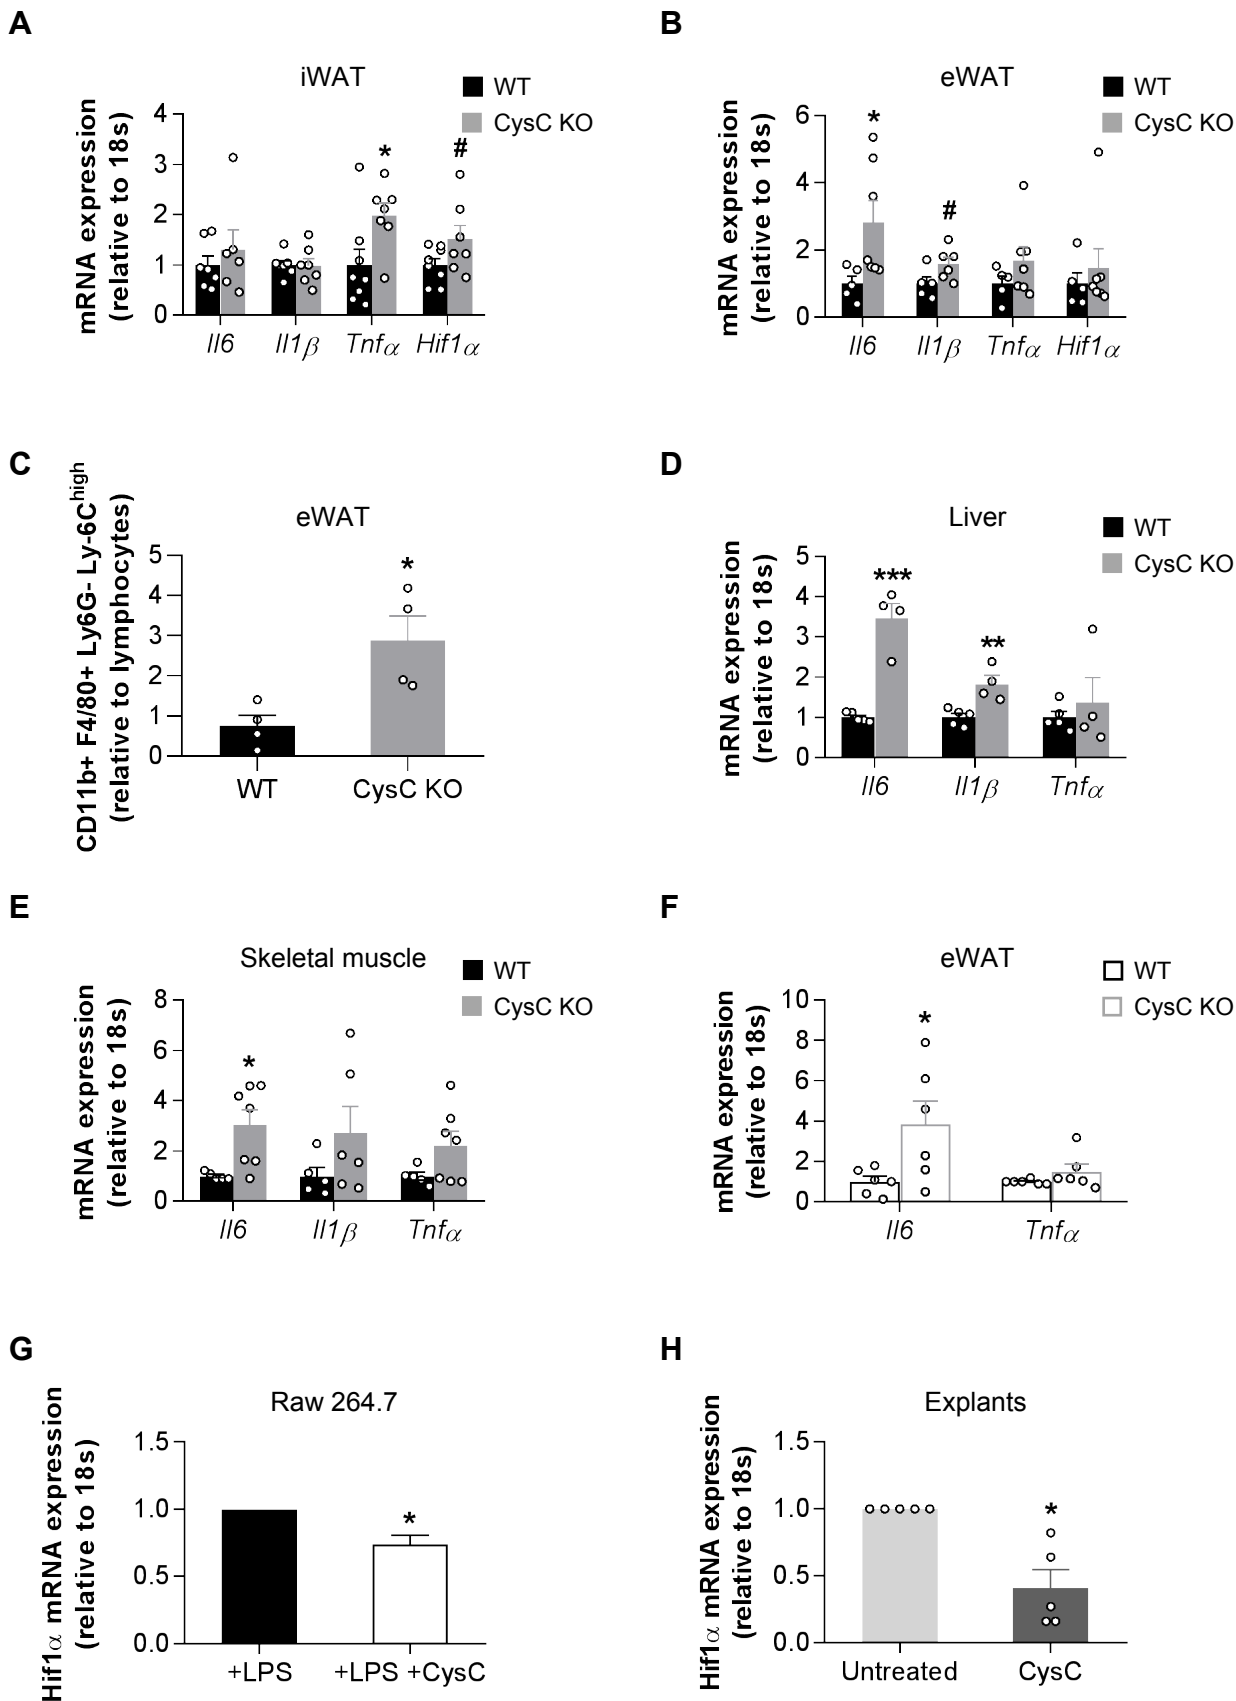 A
iWAT
WT
CysC KO
mRNA expression
(relative to 18s)
4
3
2
1
0
*
#
Il6
Il1β
Tnfα
Hif1α
B
eWAT
WT
CysC KO
mRNA expression
(relative to 18s)
6
4
2
0
*
#
Il6
Il1β
Tnfα
Hif1α
C
eWAT
CD11b+ F4/80+ Ly6G- Ly-6Chigh
(relative to lymphocytes)
5
4
3
2
1
0
*
WT
CysC KO
D
Liver
WT
CysC KO
mRNA expression
(relative to 18s)
5
4
3
2
1
0
***
**
Il6
Il1β
Tnfα
E
Skeletal muscle
WT
CysC KO
mRNA expression
(relative to 18s)
8
6
4
2
0
*
Il6
Il1β
Tnfα
F
eWAT
WT
CysC KO
mRNA expression
(relative to 18s)
10
8
6
4
2
0
*
Il6
Tnfα
G
Raw 264.7
Hif1α mRNA expression
(relative to 18s)
1.5
1.0
0.5
0.0
*
+LPS
+LPS +CysC
H
Explants
Hif1α mRNA expression
(relative to 18s)
1.5
1.0
0.5
0.0
*
Untreated
CysC